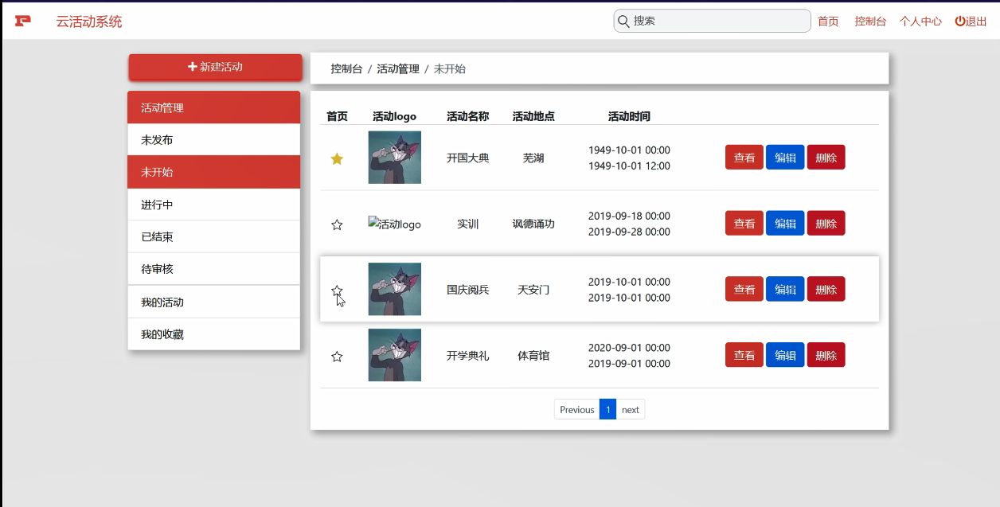 云活动系统
搜索
首页 控制台 个人中心 退出
新建活动
活动管理
未发布
未开始
进行中
已结束
待审核
我的活动
我的收藏
控制台 / 活动管理 / 未开始
首页 活动logo 活动名称 活动地点 活动时间
开国大典 芜湖 1949-10-01 00:00
1949-10-01 12:00
查看 编辑 删除
活动logo 实训 讽德诵功 2019-09-18 00:00
2019-09-28 00:00
查看 编辑 删除
国庆阅兵 天安门 2019-10-01 00:00
2019-10-01 00:00
查看 编辑 删除
开学典礼 体育馆 2020-09-01 00:00
2019-09-01 00:00
查看 编辑 删除
Previous 1 next